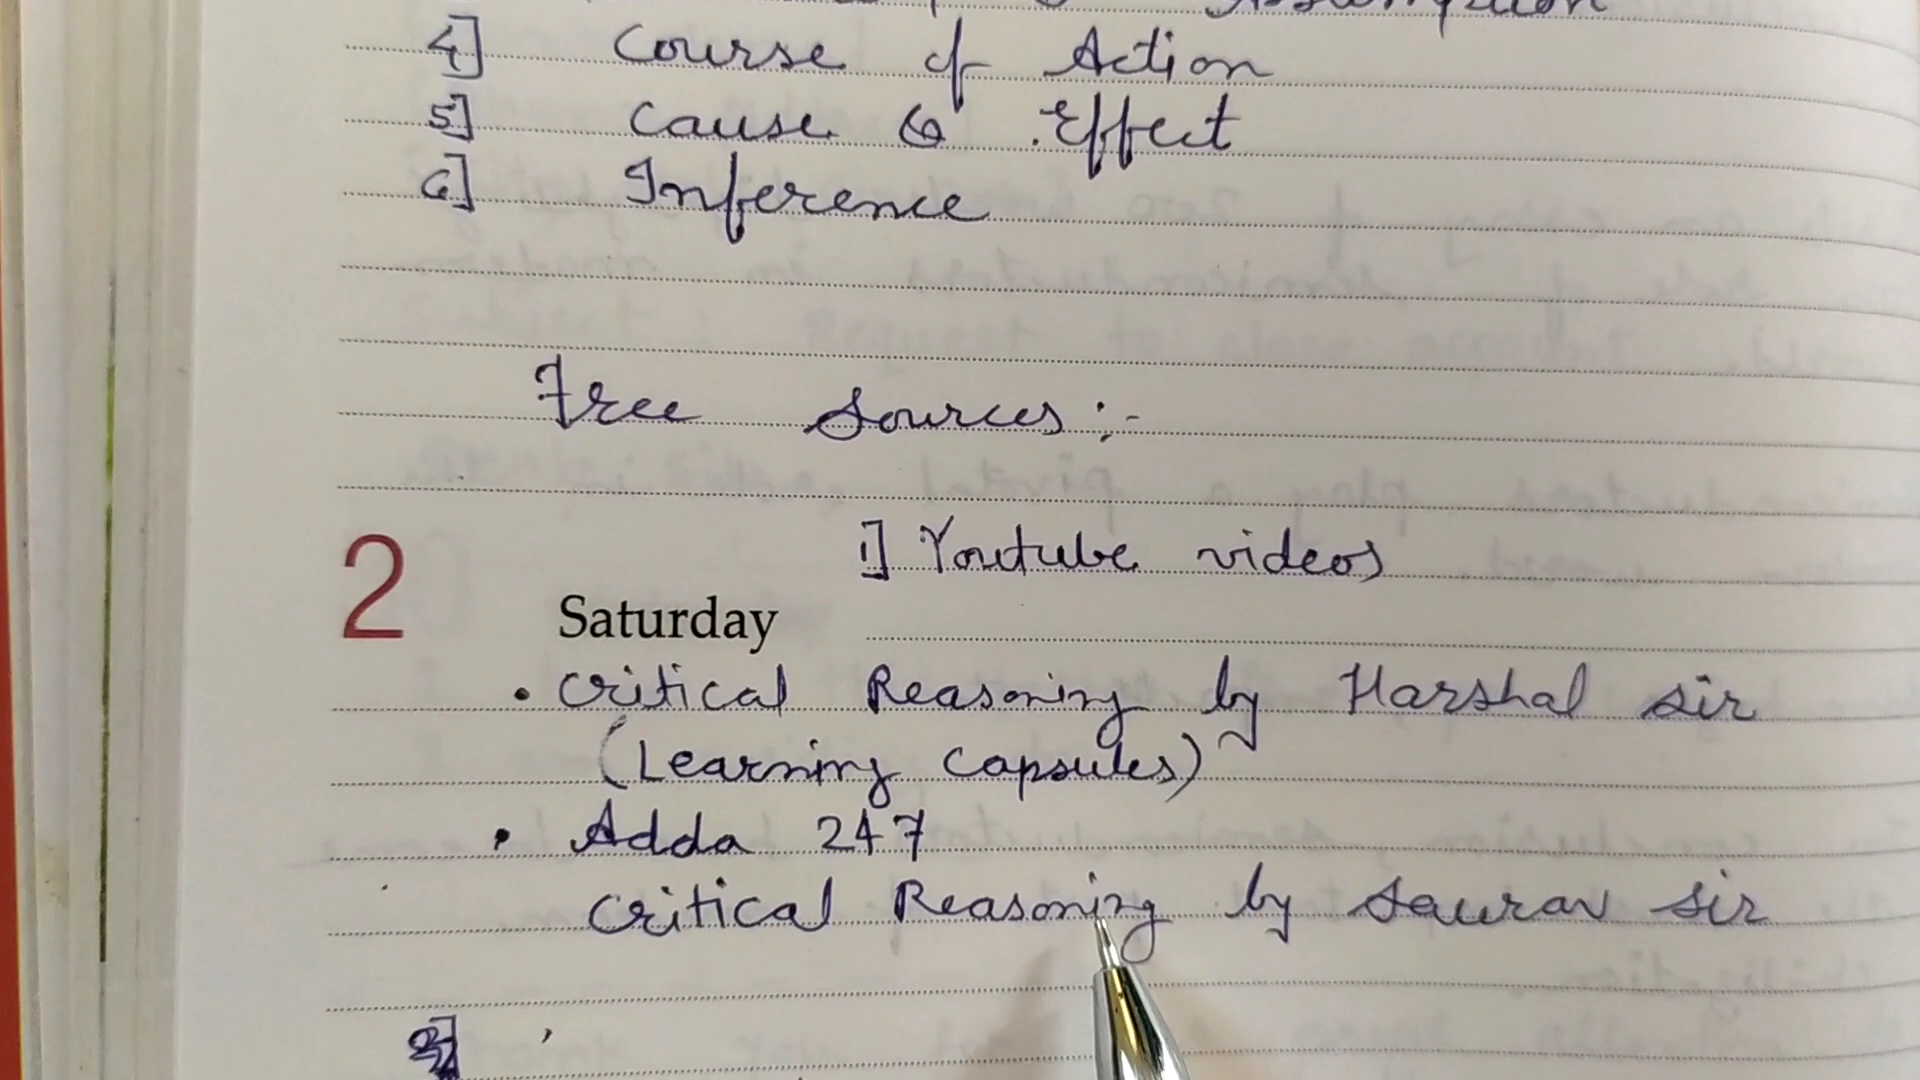 Assumption
4] Course of Action
5] Cause & Effect
6] Inference
Free Sources :-
1] Youtube videos
2
Saturday
• Critical Reasoning by Harshal sir
(Learning Capsules)
• Adda 247
Critical Reasoning by Saurav sir